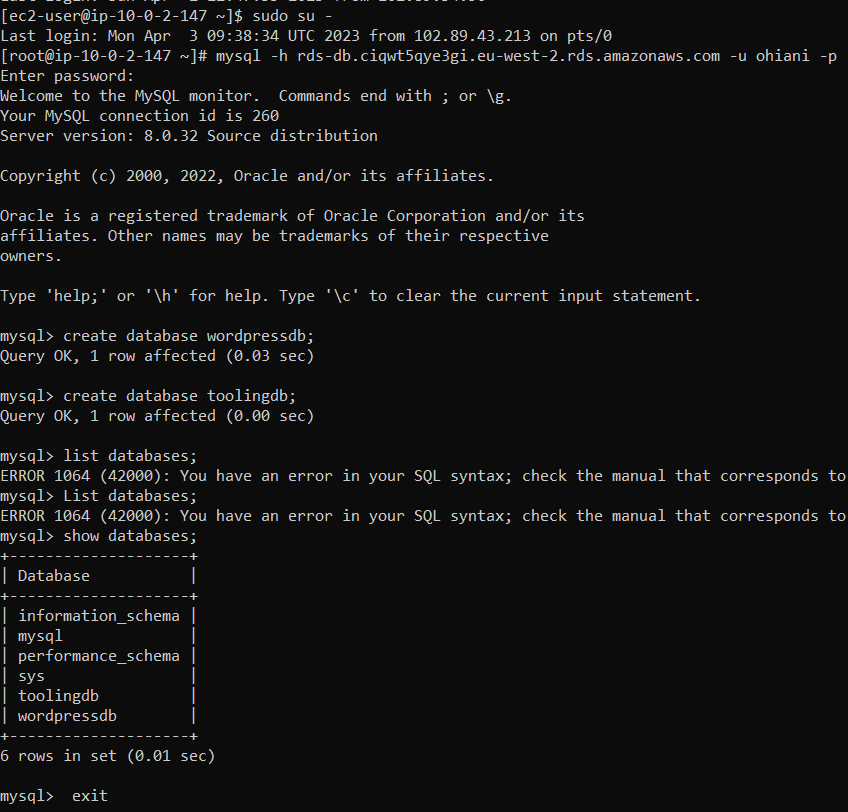 [ec2-user@ip-10-0-2-147 ~]$ sudo su -
Last login: Mon Apr  3 09:38:34 UTC 2023 from 102.89.43.213 on pts/0
[root@ip-10-0-2-147 ~]# mysql -h rds-db.ciqwt5qye3gi.eu-west-2.rds.amazonaws.com -u ohiani -p
Enter password:
Welcome to the MySQL monitor.  Commands end with ; or \g.
Your MySQL connection id is 260
Server version: 8.0.32 Source distribution

Copyright (c) 2000, 2022, Oracle and/or its affiliates.

Oracle is a registered trademark of Oracle Corporation and/or its
affiliates. Other names may be trademarks of their respective
owners.

Type 'help;' or '\h' for help. Type '\c' to clear the current input statement.

mysql> create database wordpressdb;
Query OK, 1 row affected (0.03 sec)

mysql> create database toolingdb;
Query OK, 1 row affected (0.00 sec)

mysql> list databases;
ERROR 1064 (42000): You have an error in your SQL syntax; check the manual that corresponds to
mysql> List databases;
ERROR 1064 (42000): You have an error in your SQL syntax; check the manual that corresponds to
mysql> show databases;
+--------------------+
| Database           |
+--------------------+
| information_schema |
| mysql              |
| performance_schema |
| sys                |
| toolingdb          |
| wordpressdb        |
+--------------------+
6 rows in set (0.01 sec)

mysql>  exit